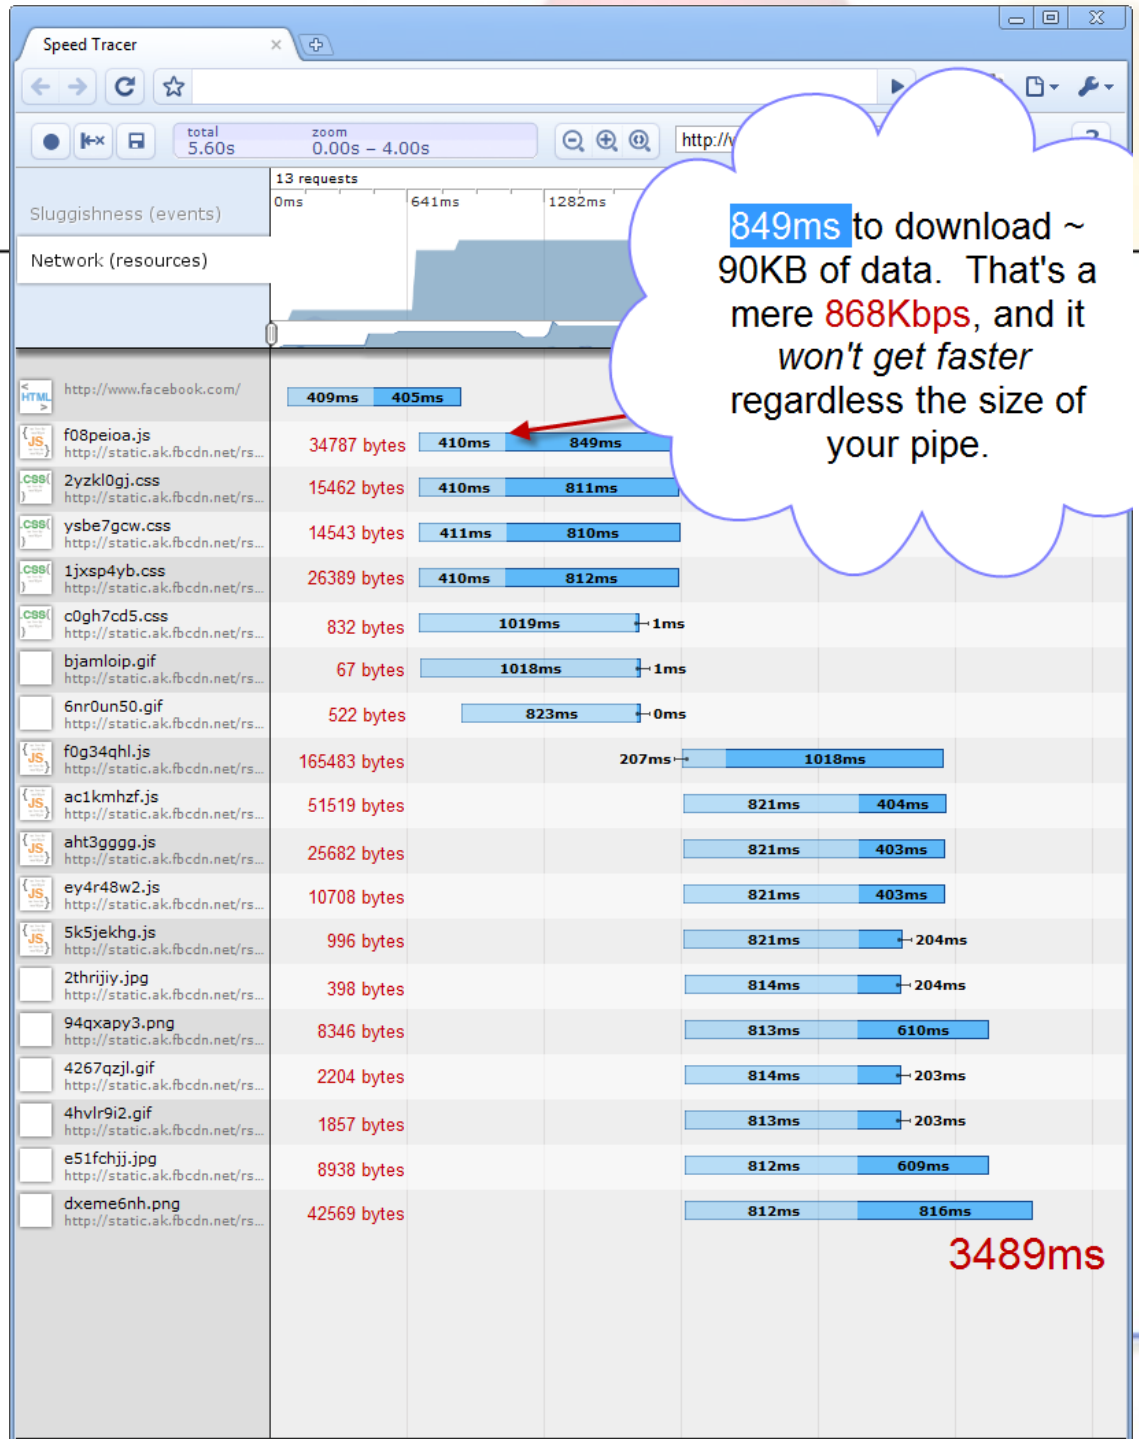 Speed Tracer
total
5.60s
zoom
0.00s – 4.00s
http://
13 requests
0ms
641ms
1282ms
Sluggishness (events)
Network (resources)
849ms to download ~
90KB of data. That's a
mere 868Kbps, and it
won't get faster
regardless the size of
your pipe.
< HTML >
http://www.facebook.com/
409ms 405ms
{ JS }
f08peioa.js
http://static.ak.fbcdn.net/rs...
34787 bytes 410ms 849ms
.css{ }
2yzkl0gj.css
http://static.ak.fbcdn.net/rs...
15462 bytes 410ms 811ms
.css{ }
ysbe7gcw.css
http://static.ak.fbcdn.net/rs...
14543 bytes 411ms 810ms
.css{ }
1jxsp4yb.css
http://static.ak.fbcdn.net/rs...
26389 bytes 410ms 812ms
.css{ }
c0gh7cd5.css
http://static.ak.fbcdn.net/rs...
832 bytes 1019ms 1ms
bjamloip.gif
http://static.ak.fbcdn.net/rs...
67 bytes 1018ms 1ms
6nr0un50.gif
http://static.ak.fbcdn.net/rs...
522 bytes 823ms 0ms
{ JS }
f0g34qhl.js
http://static.ak.fbcdn.net/rs...
165483 bytes 207ms 1018ms
{ JS }
ac1kmhzf.js
http://static.ak.fbcdn.net/rs...
51519 bytes 821ms 404ms
{ JS }
aht3gggg.js
http://static.ak.fbcdn.net/rs...
25682 bytes 821ms 403ms
{ JS }
ey4r48w2.js
http://static.ak.fbcdn.net/rs...
10708 bytes 821ms 403ms
{ JS }
5k5jekhg.js
http://static.ak.fbcdn.net/rs...
996 bytes 821ms 204ms
2thrijiy.jpg
http://static.ak.fbcdn.net/rs...
398 bytes 814ms 204ms
94qxapy3.png
http://static.ak.fbcdn.net/rs...
8346 bytes 813ms 610ms
4267qzjl.gif
http://static.ak.fbcdn.net/rs...
2204 bytes 814ms 203ms
4hvlr9i2.gif
http://static.ak.fbcdn.net/rs...
1857 bytes 813ms 203ms
e51fchjj.jpg
http://static.ak.fbcdn.net/rs...
8938 bytes 812ms 609ms
dxeme6nh.png
http://static.ak.fbcdn.net/rs...
42569 bytes 812ms 816ms
3489ms